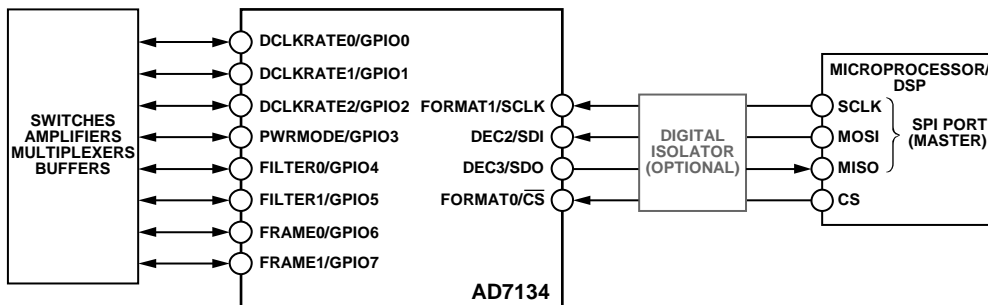 SWITCHES
AMPLIFIERS
MULTIPLEXERS
BUFFERS
DCLKRATE0/GPIO0
DCLKRATE1/GPIO1
DCLKRATE2/GPIO2
PWRMODE/GPIO3
FILTER0/GPIO4
FILTER1/GPIO5
FRAME0/GPIO6
FRAME1/GPIO7
FORMAT1/SCLK
DEC2/SDI
DEC3/SDO
FORMAT0/C̅S̅
AD7134
DIGITAL
ISOLATOR
(OPTIONAL)
MICROPROCESSOR/
DSP
SCLK
MOSI
MISO
CS
SPI PORT
(MASTER)